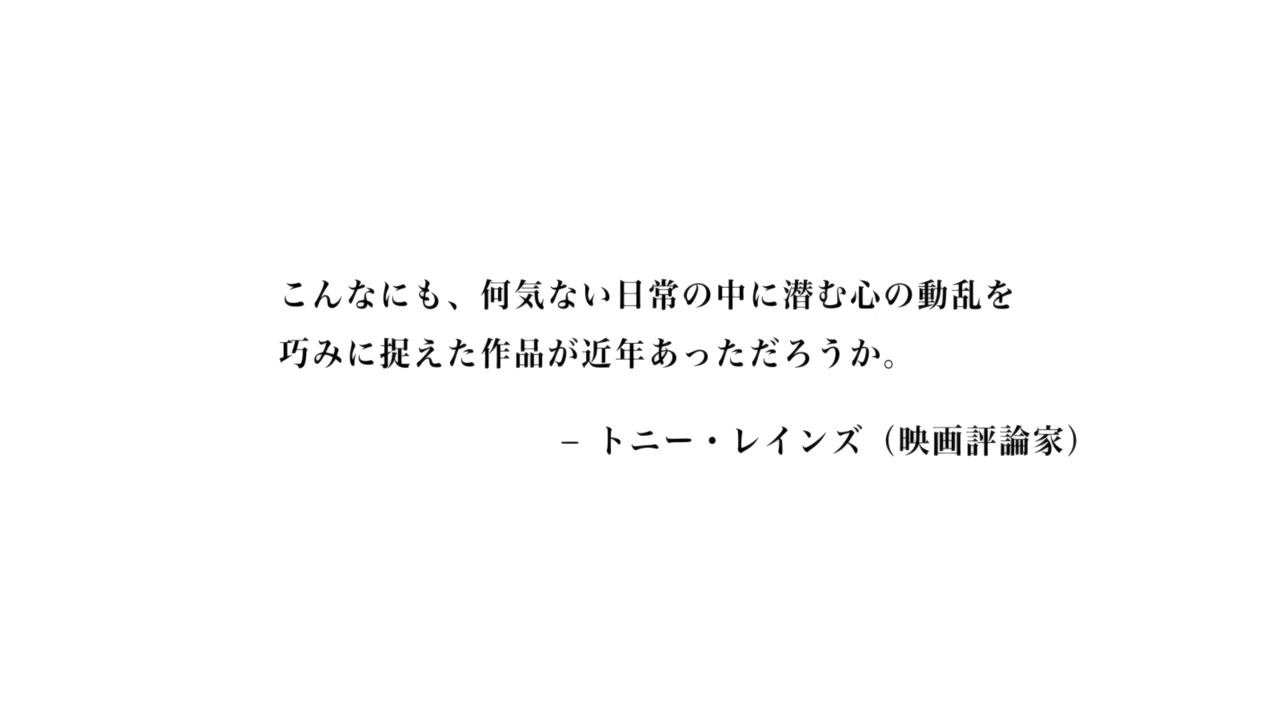 こんなにも、何気ない日常の中に潜む心の動乱を
巧みに捉えた作品が近年あっただろうか。
– トニー・レインズ（映画評論家）